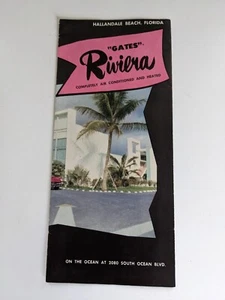 HALLANDALE BEACH, FLORIDA
"GATES"
Riviera
COMPLETELY AIR CONDITIONED AND HEATED
ON THE OCEAN AT 2080 SOUTH OCEAN BLVD.